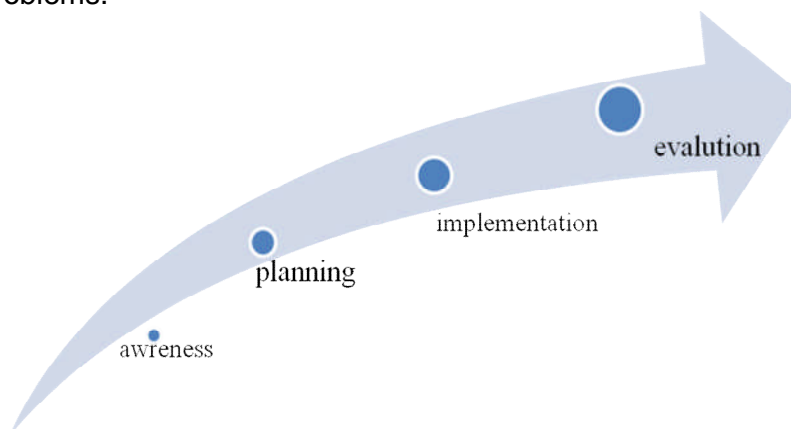 oblems.
evalution
implementation
planning
awreness